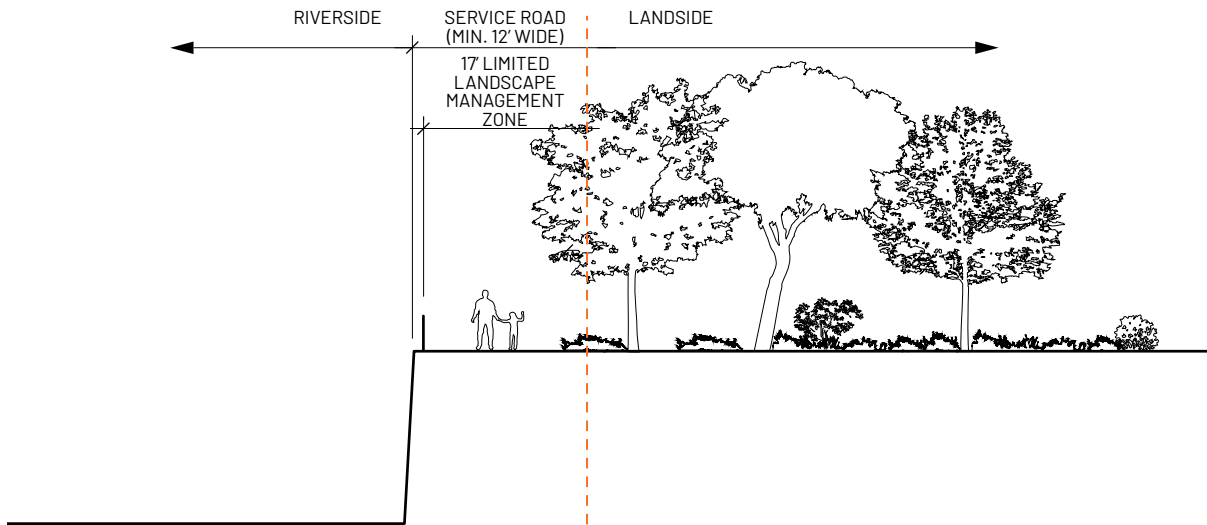 RIVERSIDE
SERVICE ROAD
(MIN. 12' WIDE)
LANDSIDE
17' LIMITED
LANDSCAPE
MANAGEMENT
ZONE